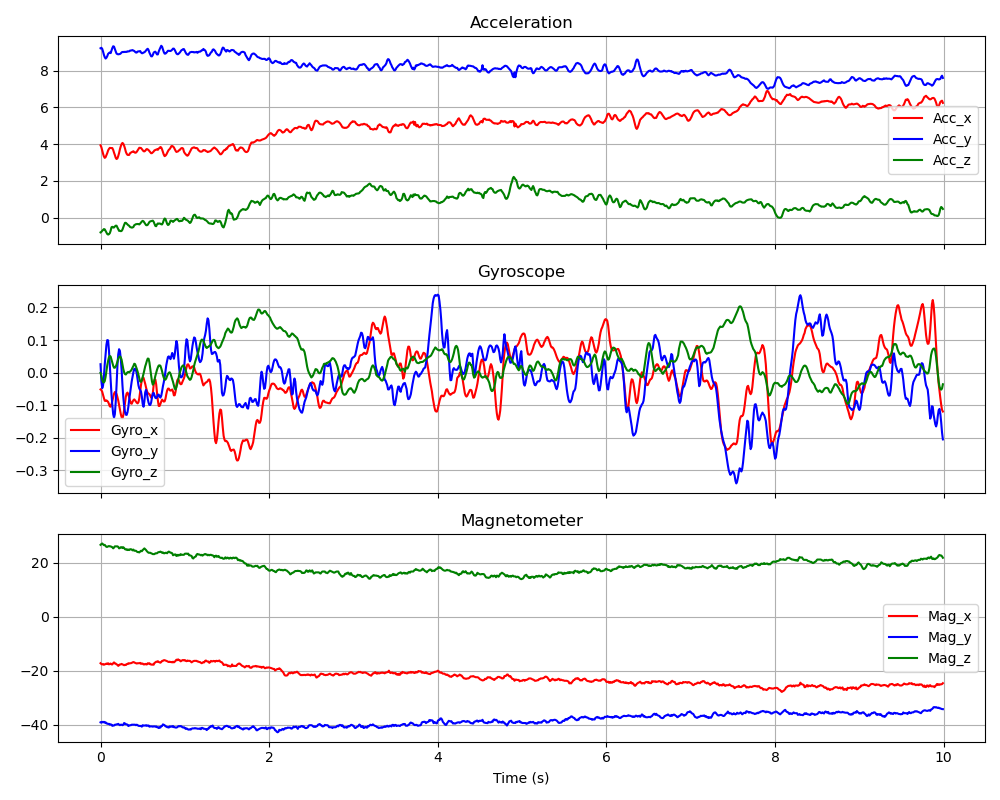 Acceleration
8
6
4
2
0
Acc_x
Acc_y
Acc_z
Gyroscope
0.2
0.1
0.0
−0.1
−0.2
−0.3
Gyro_x
Gyro_y
Gyro_z
Magnetometer
20
0
−20
−40
Mag_x
Mag_y
Mag_z
0 2 4 6 8 10
Time (s)